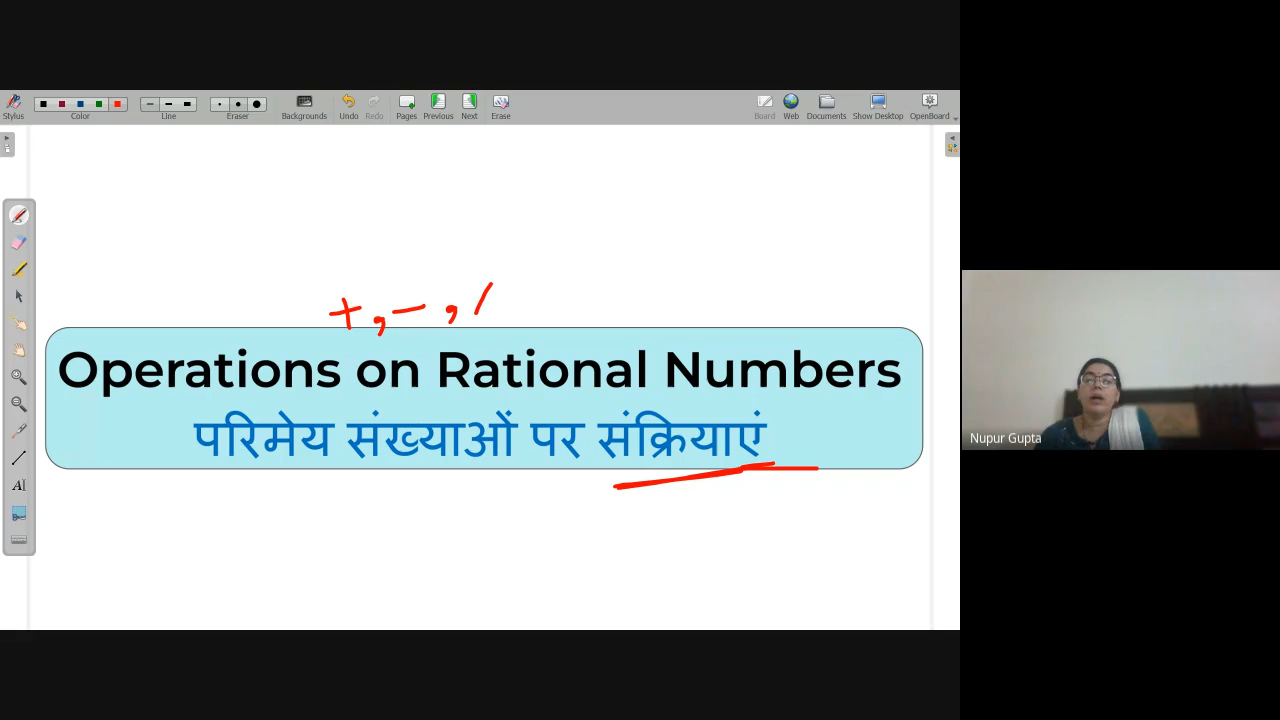 Stylus Color Line Eraser Backgrounds Undo Redo Pages Previous Next Erase Board Web Documents Show Desktop OpenBoard
+, -, /
Operations on Rational Numbers
परिमेय संख्याओं पर संक्रियाएं
Nupur Gupta